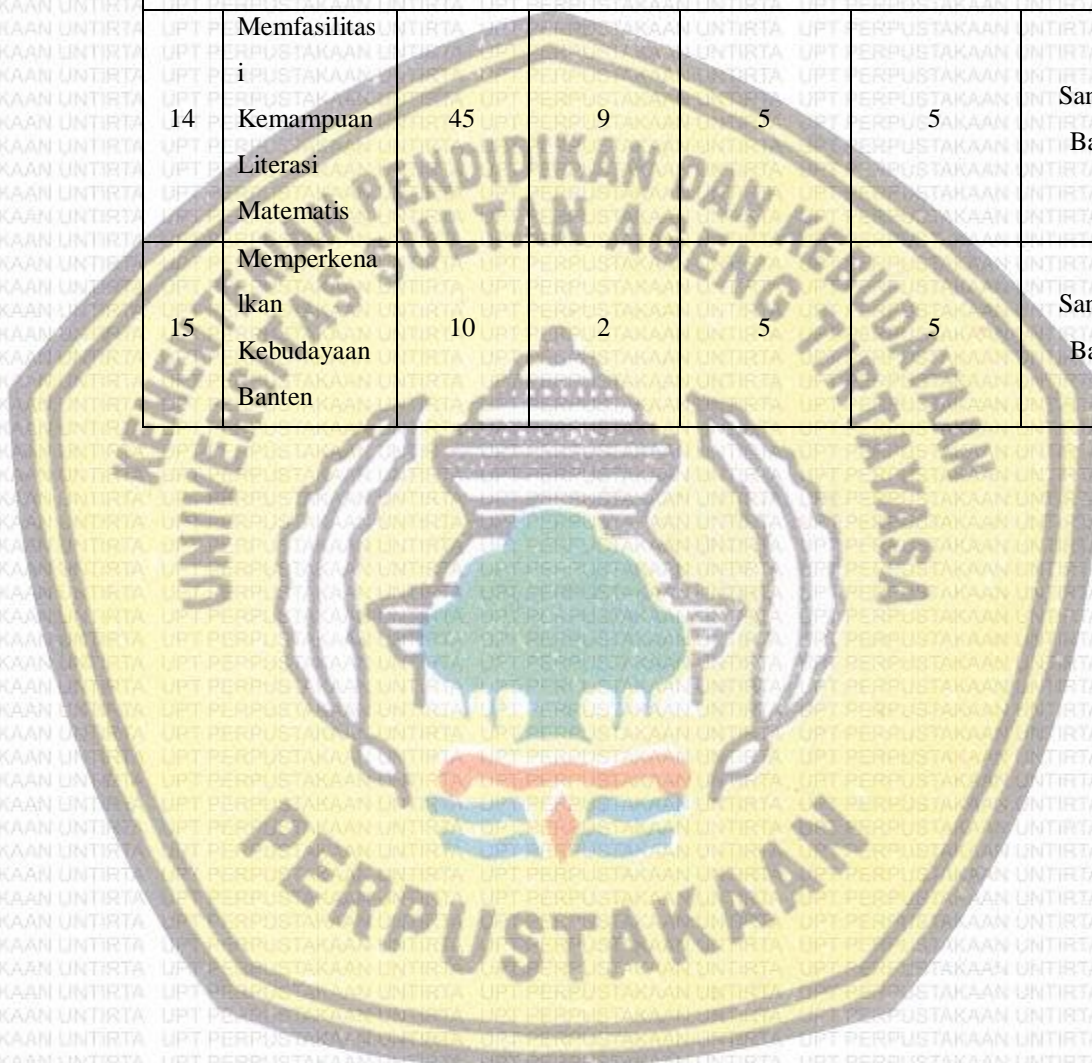 Memfasilitas
i
14 Kemampuan 45 9 5 5
Literasi
Matematis
Memperkena
lkan
15 Kebudayaan 10 2 5 5
Banten
KEMENTERIAN PENDIDIKAN DAN KEBUDAYAAN
UNIVERSITAS SULTAN AGENG TIRTAYASA
PERPUSTAKAAN
UPT PERPUSTAKAAN UNTIRTA